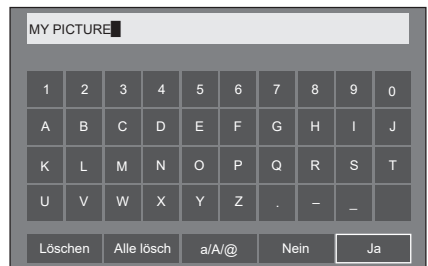 MY PICTURE
1 2 3 4 5 6 7 8 9 0
A B C D E F G H I J
K L M N O P Q R S T
U V W X Y Z . – _
Löschen Alle lösch a/A/@ Nein Ja